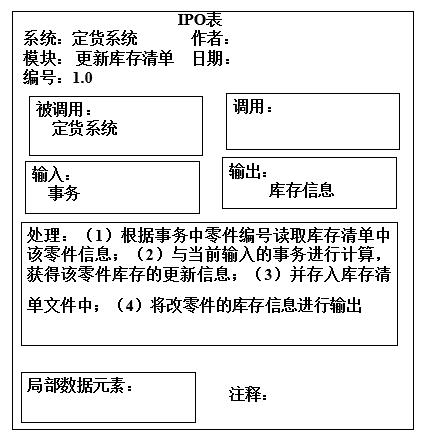 IPO表
系统：定货系统 作者：
模块： 更新库存清单 日期：
编号：1.0
被调用：
定货系统
调用：
输入：
事务
输出：
库存信息
处理：（1）根据事务中零件编号读取库存清单中
该零件信息；（2）与当前输入的事务进行计算，
获得该零件库存的更新信息；（3）并存入库存清
单文件中；（4）将改零件的库存信息进行输出
局部数据元素：
注释：